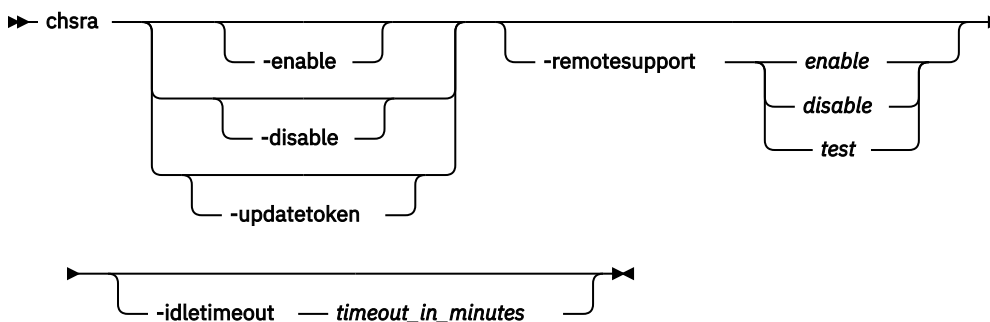 chsra
-enable
-disable
-updatetoken
-remotesupport
enable
disable
test
-idletimeout timeout_in_minutes